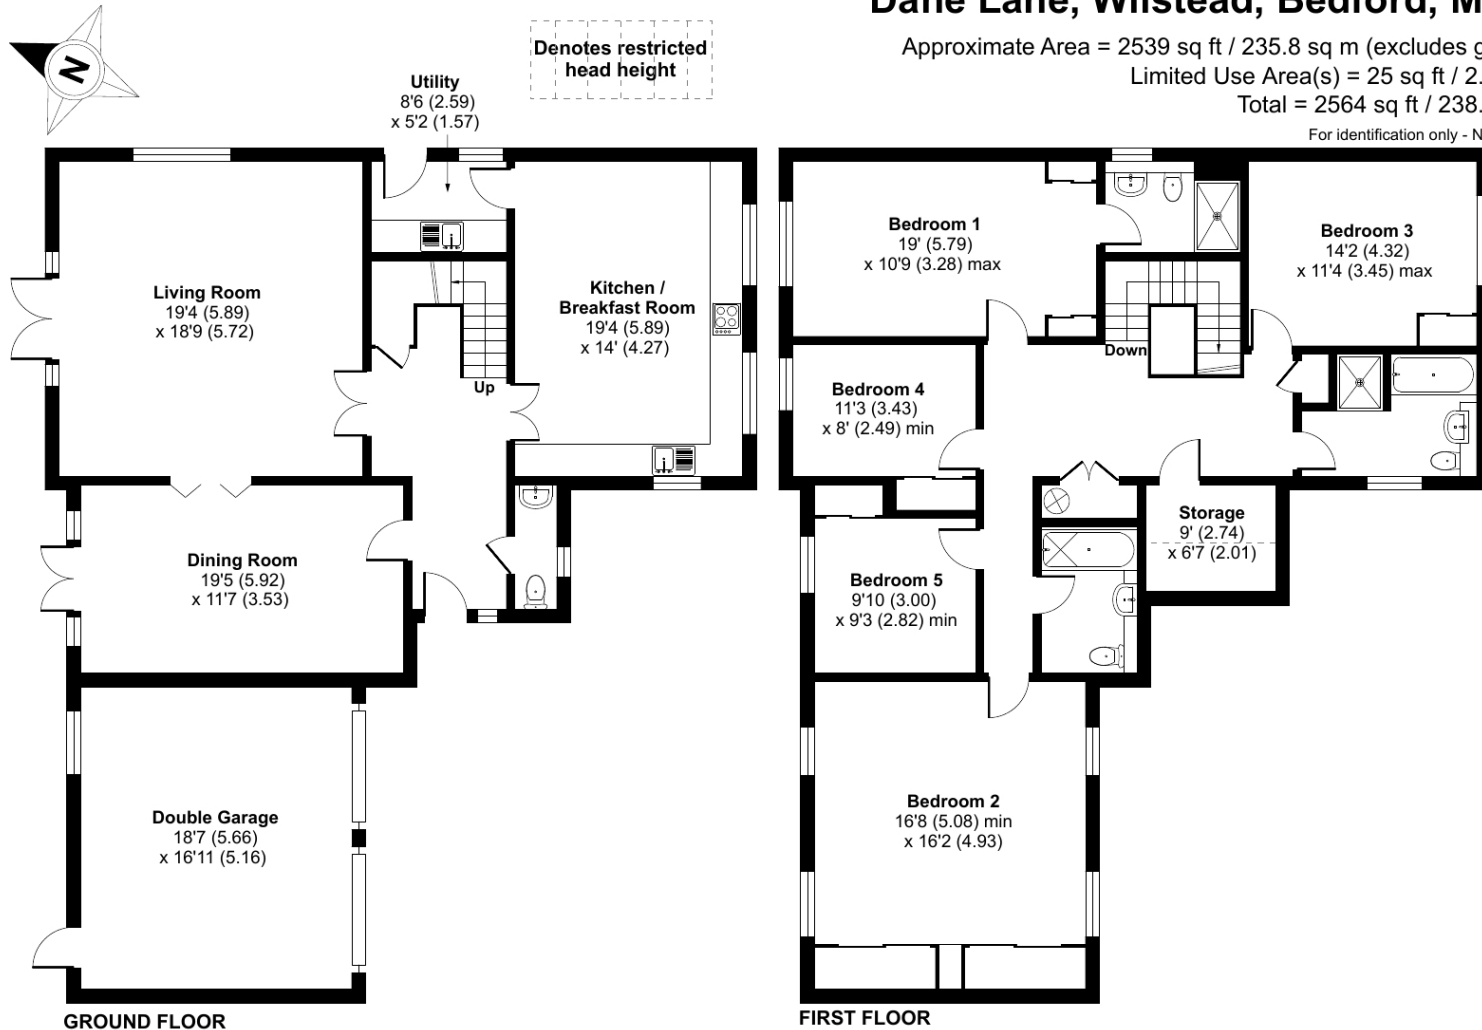 Dane Lane, Wilstead, Bedford, M
Approximate Area = 2539 sq ft / 235.8 sq m (excludes g
Limited Use Area(s) = 25 sq ft / 2.
Total = 2564 sq ft / 238.
For identification only - N
N
Denotes restricted
head height
Utility
8'6 (2.59)
x 5'2 (1.57)
Living Room
19'4 (5.89)
x 18'9 (5.72)
Kitchen /
Breakfast Room
19'4 (5.89)
x 14' (4.27)
Up
Dining Room
19'5 (5.92)
x 11'7 (3.53)
Double Garage
18'7 (5.66)
x 16'11 (5.16)
GROUND FLOOR
Bedroom 1
19' (5.79)
x 10'9 (3.28) max
Bedroom 3
14'2 (4.32)
x 11'4 (3.45) max
Down
Bedroom 4
11'3 (3.43)
x 8' (2.49) min
Storage
9' (2.74)
x 6'7 (2.01)
Bedroom 5
9'10 (3.00)
x 9'3 (2.82) min
Bedroom 2
16'8 (5.08) min
x 16'2 (4.93)
FIRST FLOOR